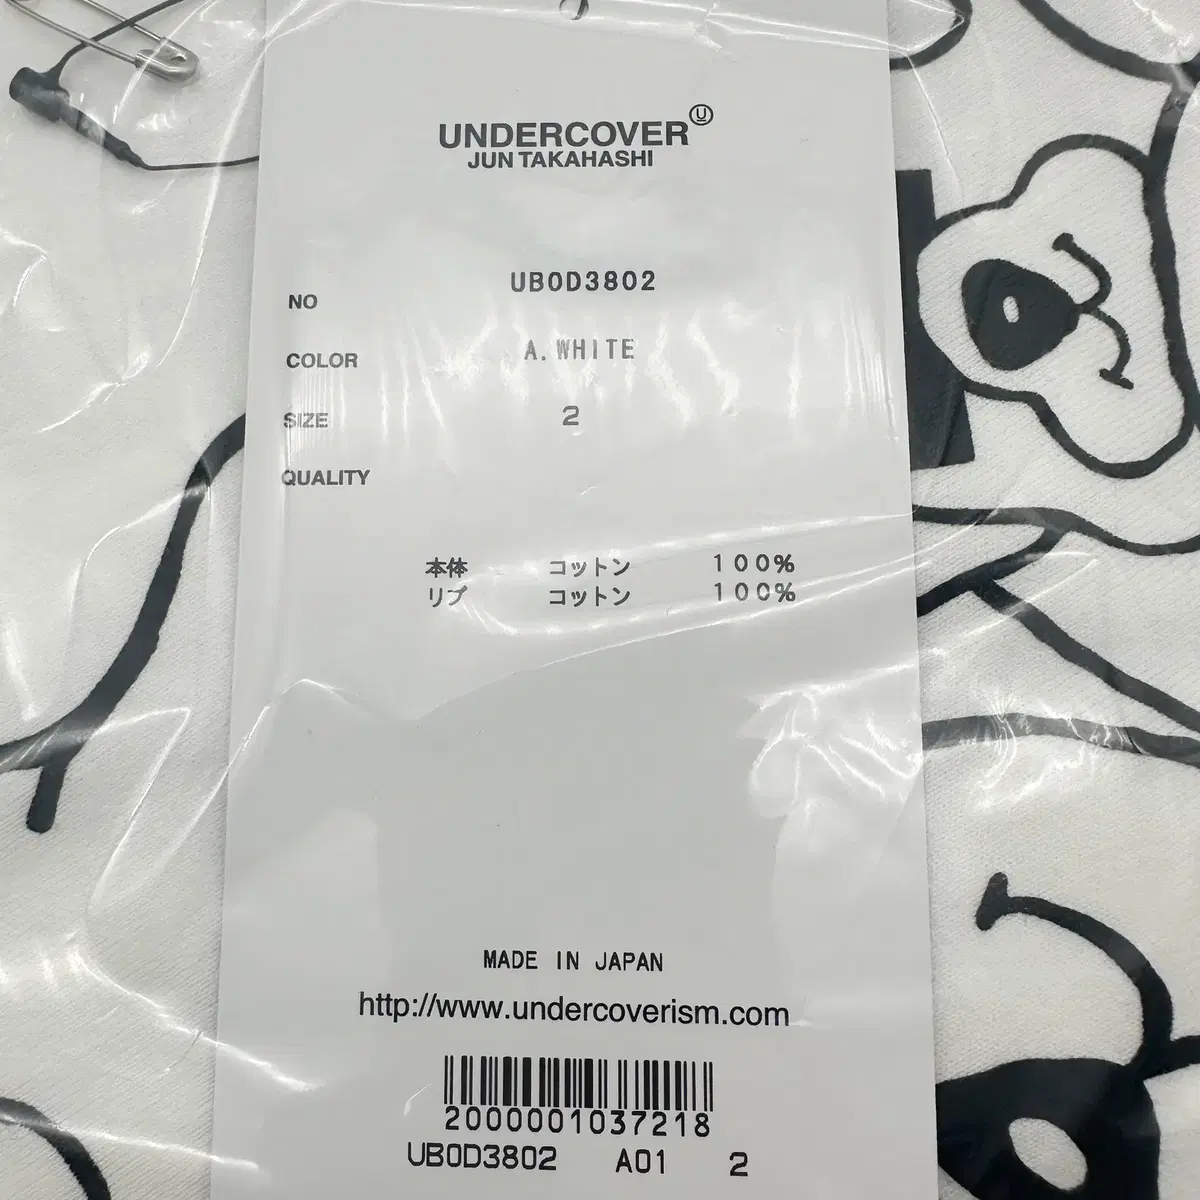 UNDERCOVER Ⓤ
JUN TAKAHASHI
NO UB0D3802
COLOR A.WHITE
SIZE 2
QUALITY
本体 コットン 100%
リブ コットン 100%
MADE IN JAPAN
http://www.undercoverism.com
2000001037218
UB0D3802 A01 2